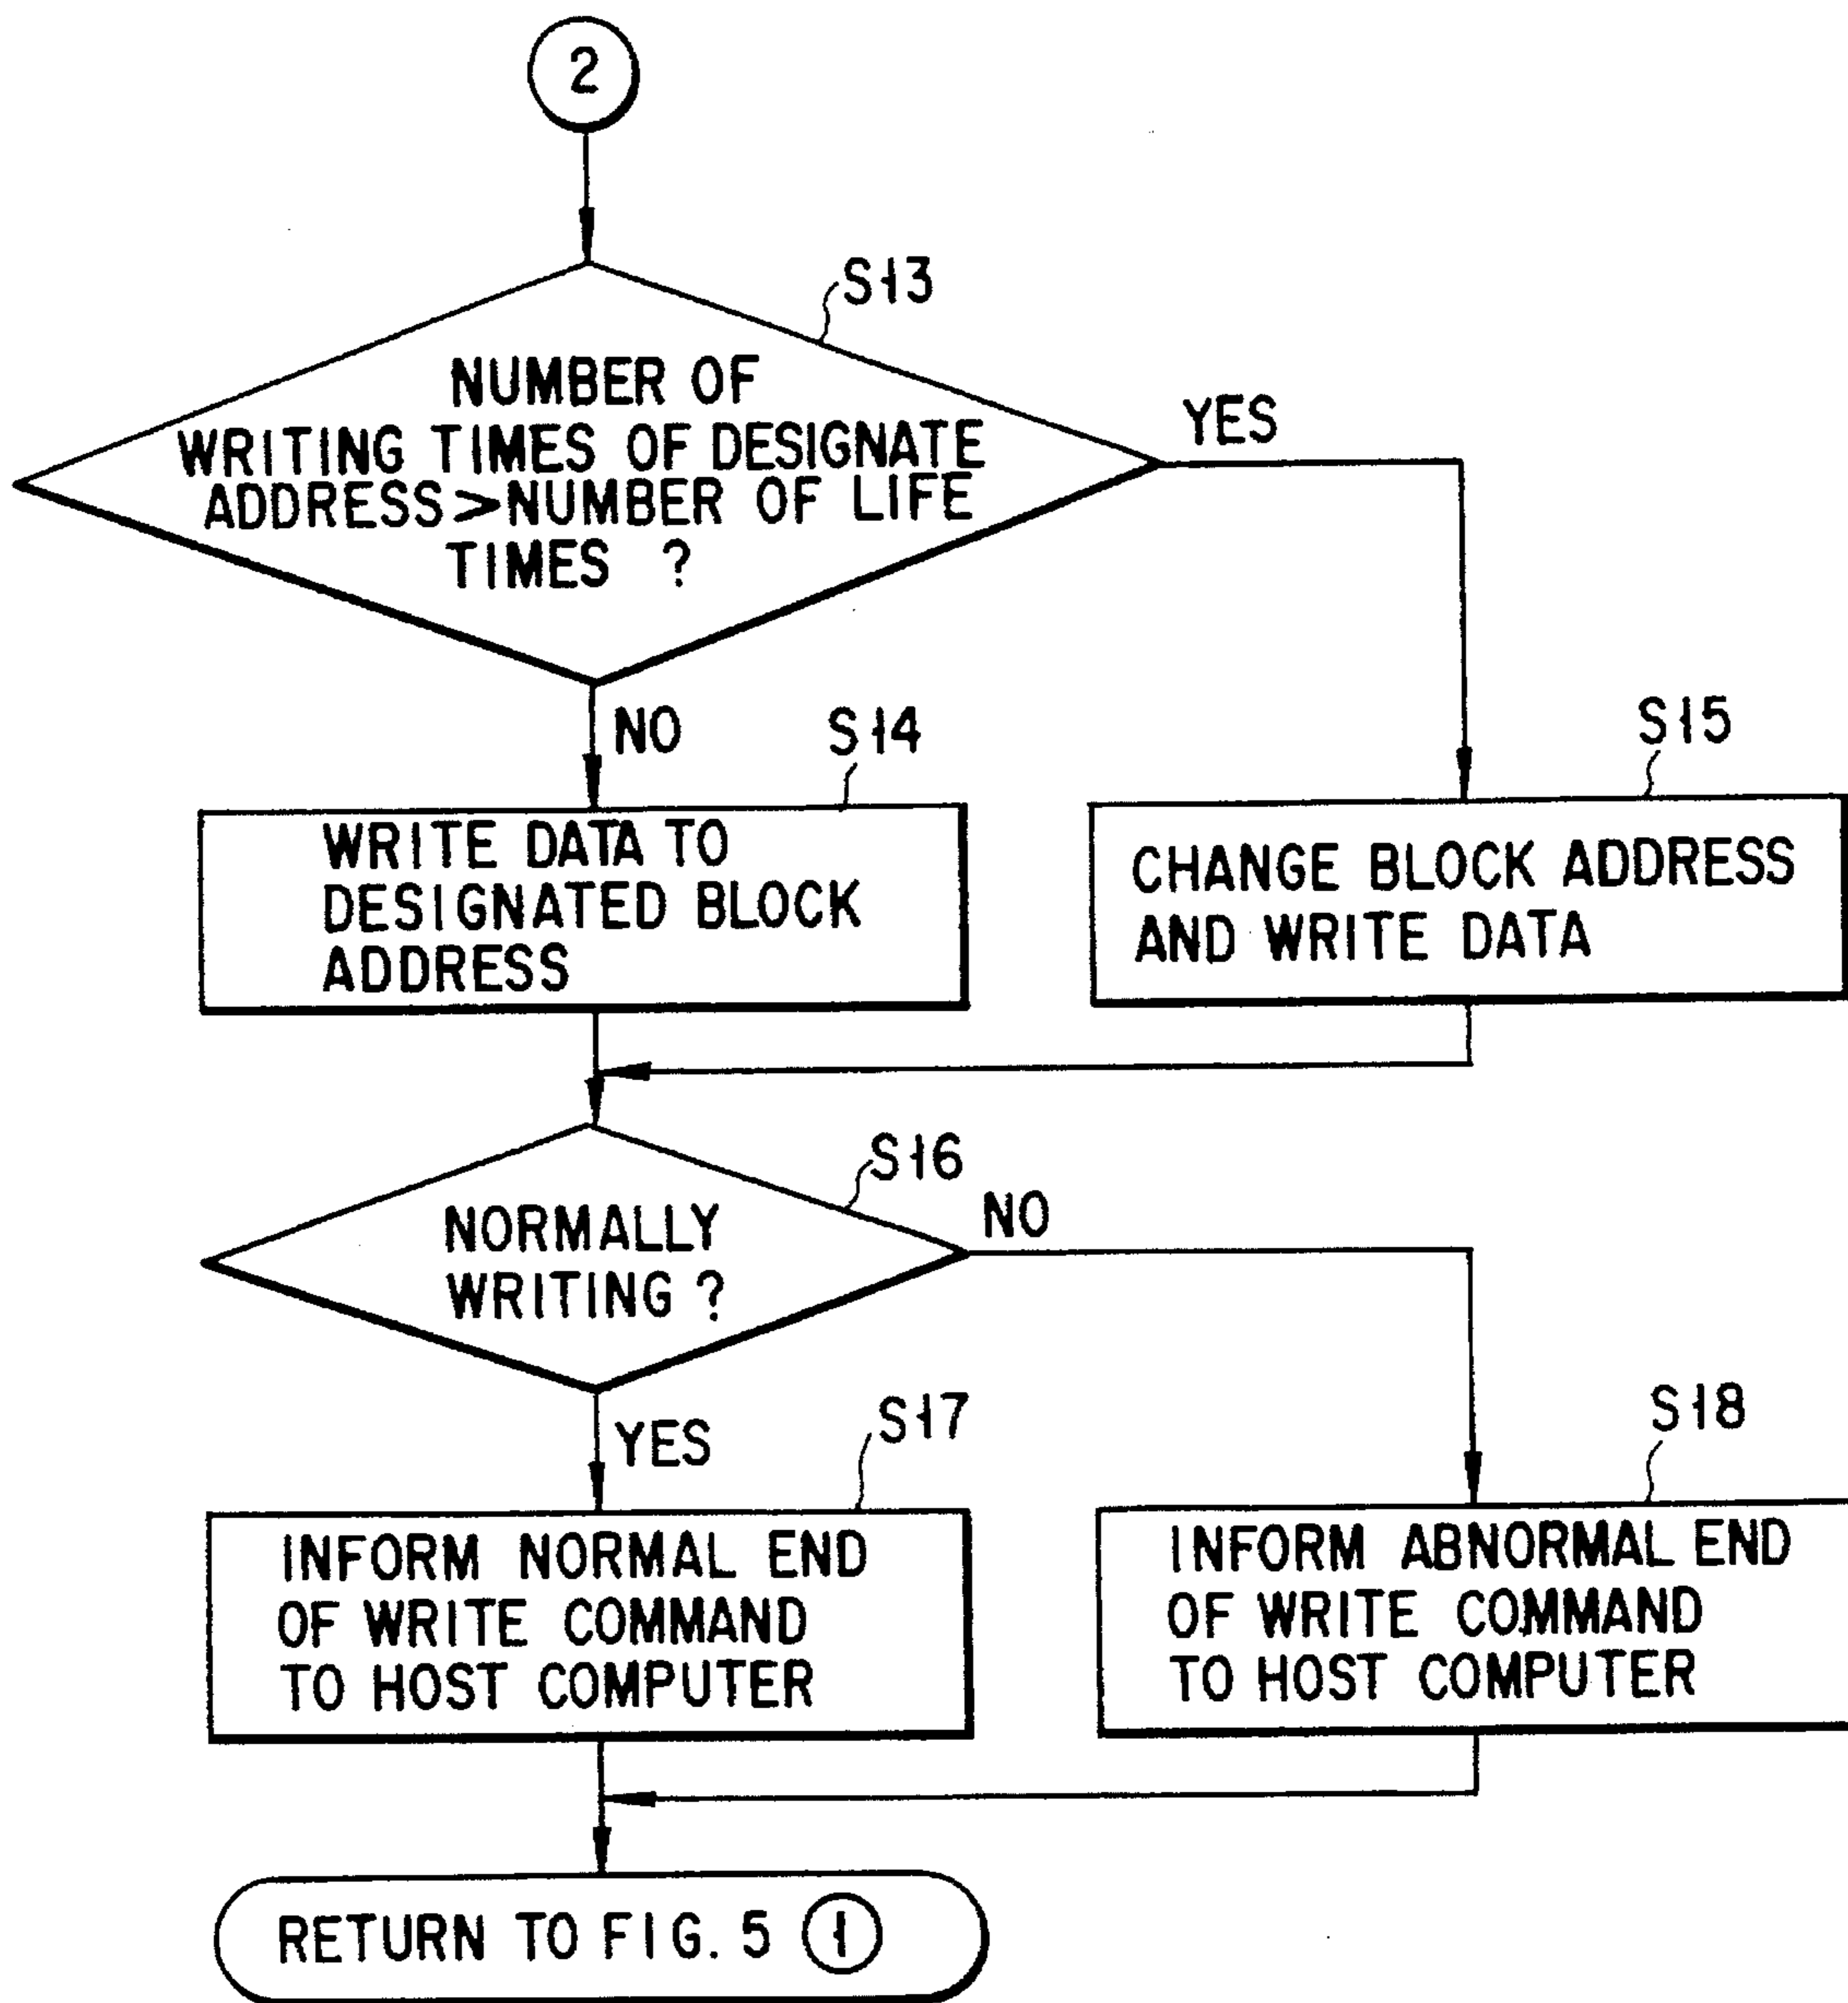 2
S13
NUMBER OF
WRITING TIMES OF DESIGNATE
ADDRESS > NUMBER OF LIFE
TIMES ?
YES
NO
S14
S15
WRITE DATA TO
DESIGNATED BLOCK
ADDRESS
CHANGE BLOCK ADDRESS
AND WRITE DATA
S16
NORMALLY
WRITING ?
NO
YES
S17
S18
INFORM NORMAL END
OF WRITE COMMAND
TO HOST COMPUTER
INFORM ABNORMAL END
OF WRITE COMMAND
TO HOST COMPUTER
RETURN TO FIG. 5 1